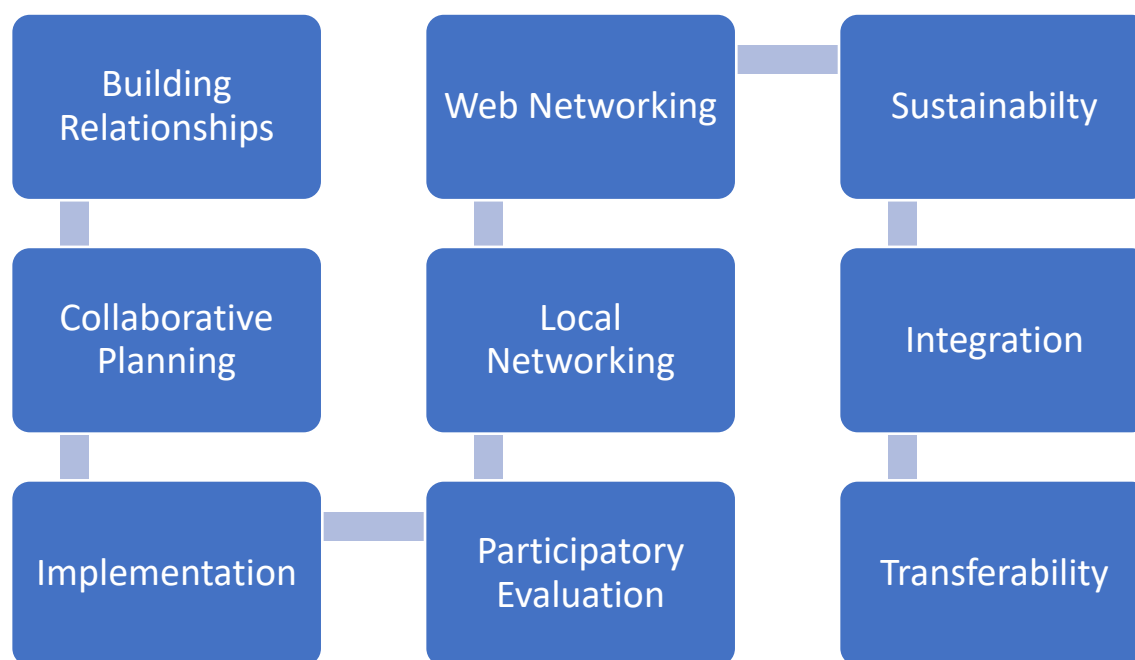 Building
Relationships
Collaborative
Planning
Implementation
Participatory
Evaluation
Local
Networking
Web Networking
Sustainabilty
Integration
Transferability